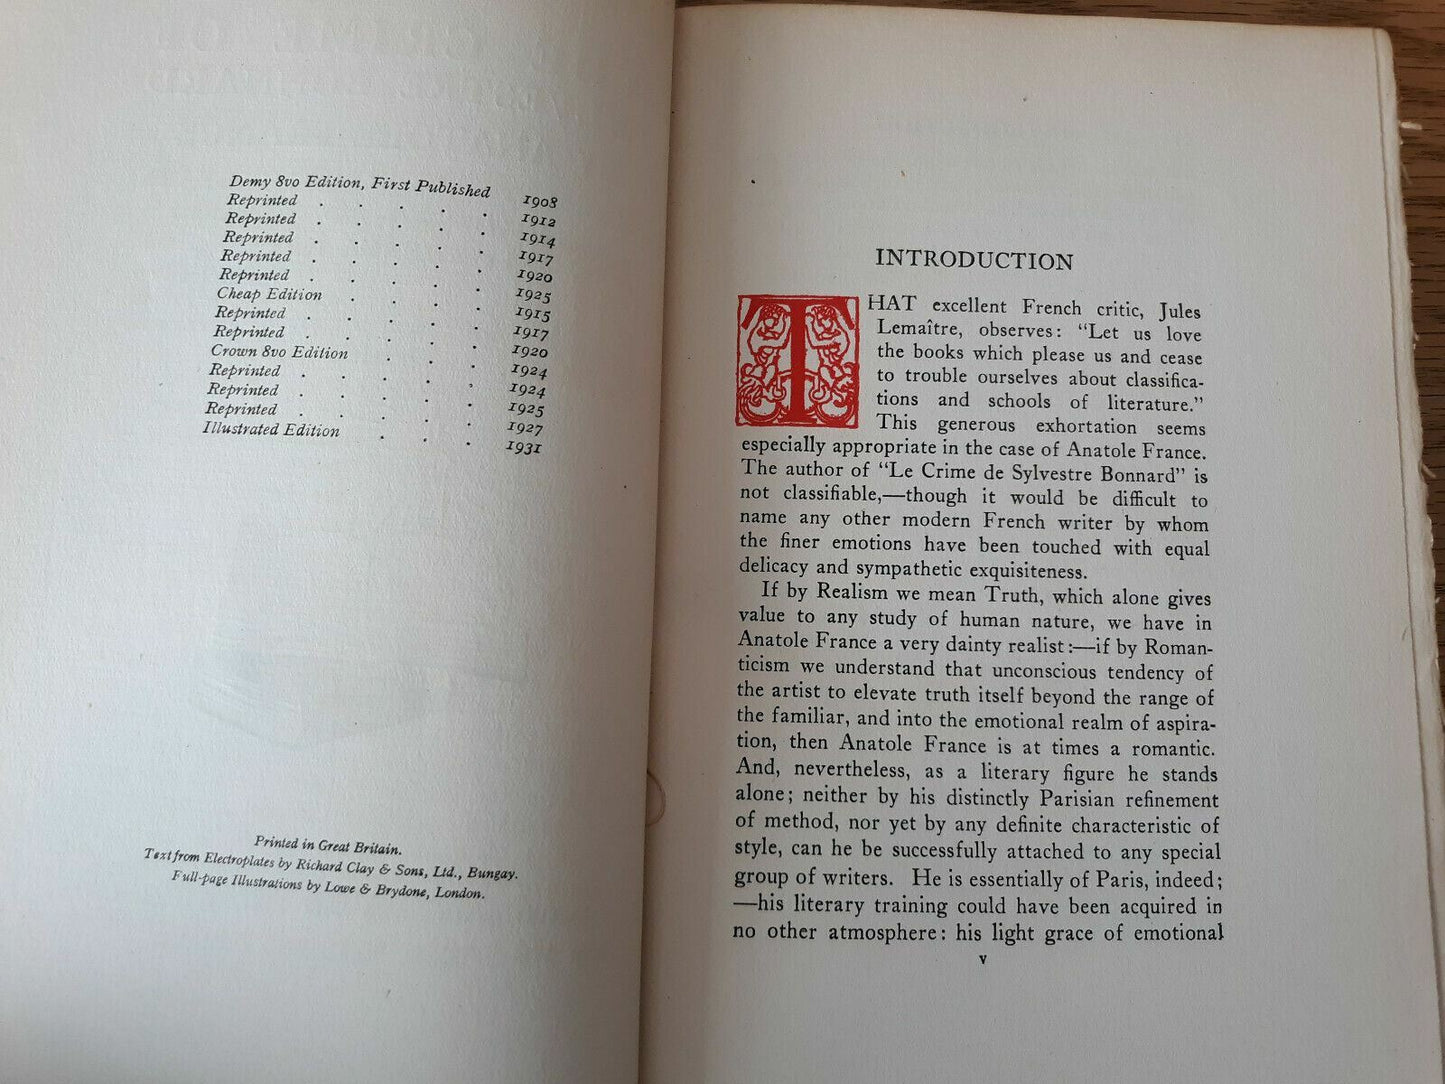 Demy 8vo Edition, First Published 1908
Reprinted . . . . . 1912
Reprinted . . . . . 1914
Reprinted . . . . . 1917
Reprinted . . . . . 1920
Reprinted . . . . . 1925
Cheap Edition . . . . 1915
Reprinted . . . . . 1917
Reprinted . . . . . 1920
Crown 8vo Edition . . . 1924
Reprinted . . . . . 1924
Reprinted . . . . . 1925
Reprinted . . . . . 1927
Illustrated Edition . . . 1931
Printed in Great Britain.
Text from Electroplates by Richard Clay & Sons, Ltd., Bungay.
Full-page Illustrations by Lowe & Brydone, London.
INTRODUCTION
THAT excellent French critic, Jules
Lemaître, observes: "Let us love
the books which please us and cease
to trouble ourselves about classifica-
tions and schools of literature."
This generous exhortation seems
especially appropriate in the case of Anatole France.
The author of "Le Crime de Sylvestre Bonnard" is
not classifiable,—though it would be difficult to
name any other modern French writer by whom
the finer emotions have been touched with equal
delicacy and sympathetic exquisiteness.
If by Realism we mean Truth, which alone gives
value to any study of human nature, we have in
Anatole France a very dainty realist:—if by Roman-
ticism we understand that unconscious tendency of
the artist to elevate truth itself beyond the range of
the familiar, and into the emotional realm of aspira-
tion, then Anatole France is at times a romantic.
And, nevertheless, as a literary figure he stands
alone; neither by his distinctly Parisian refinement
of method, nor yet by any definite characteristic of
style, can he be successfully attached to any special
group of writers. He is essentially of Paris, indeed;
—his literary training could have been acquired in
no other atmosphere: his light grace of emotional
v